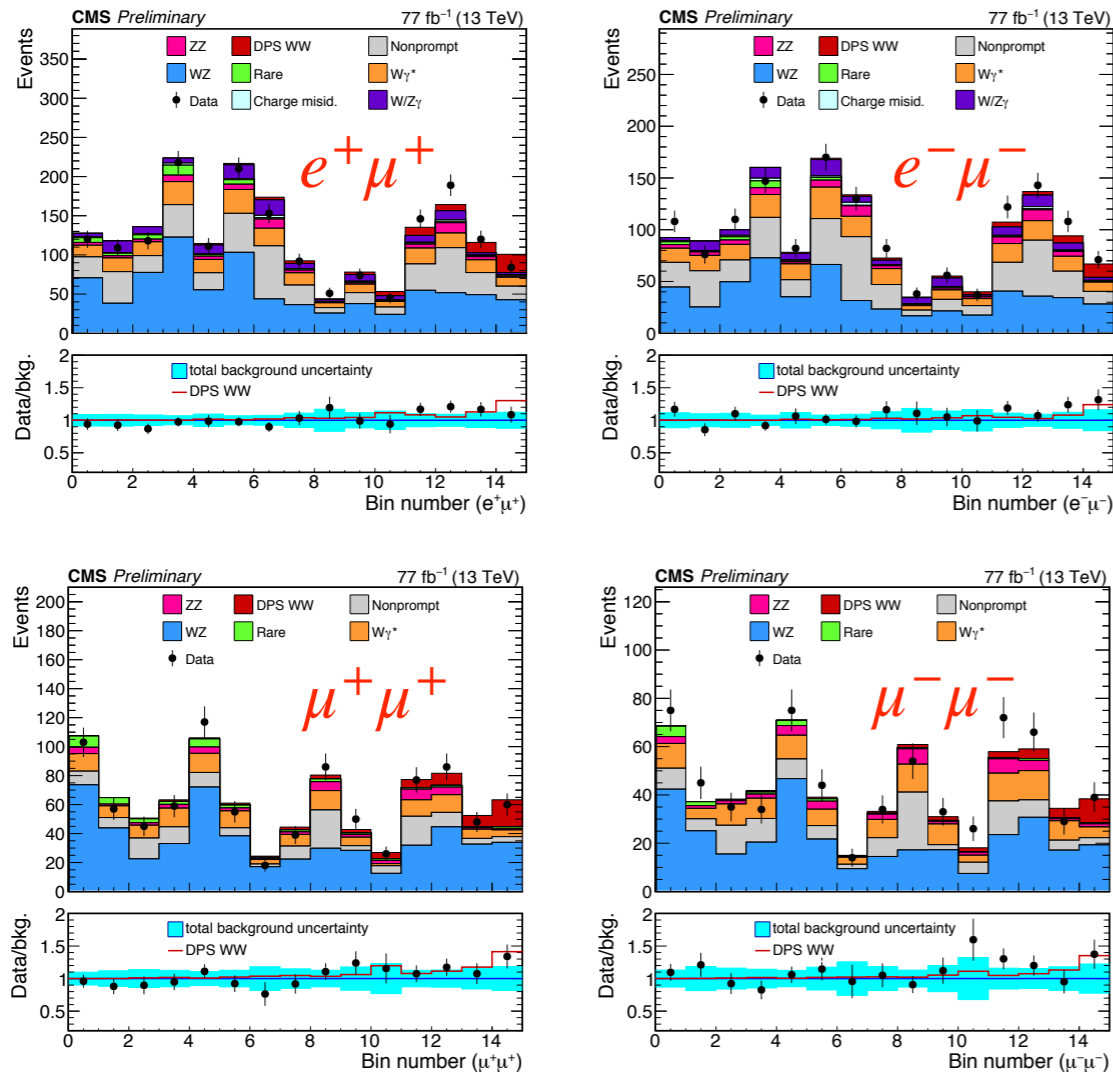 CMS Preliminary 77 fb⁻¹ (13 TeV)
Events
ZZ DPS WW Nonprompt
WZ Rare Wγ*
Data Charge misid. W/Zγ
350
300
250
200
150
100
50
0
e⁺μ⁺
Data/bkg.
2
1.5
1
0.5
total background uncertainty
DPS WW
0 2 4 6 8 10 12 14
Bin number (e⁺μ⁺)
CMS Preliminary 77 fb⁻¹ (13 TeV)
Events
ZZ DPS WW Nonprompt
WZ Rare Wγ*
Data Charge misid. W/Zγ
250
200
150
100
50
0
e⁻μ⁻
Data/bkg.
2
1.5
1
0.5
total background uncertainty
DPS WW
0 2 4 6 8 10 12 14
Bin number (e⁻μ⁻)
CMS Preliminary 77 fb⁻¹ (13 TeV)
Events
ZZ DPS WW Nonprompt
WZ Rare Wγ*
Data
200
180
160
140
120
100
80
60
40
20
0
μ⁺μ⁺
Data/bkg.
2
1.5
1
0.5
total background uncertainty
DPS WW
0 2 4 6 8 10 12 14
Bin number (μ⁺μ⁺)
CMS Preliminary 77 fb⁻¹ (13 TeV)
Events
ZZ DPS WW Nonprompt
WZ Rare Wγ*
Data
120
100
80
60
40
20
0
μ⁻μ⁻
Data/bkg.
2
1.5
1
0.5
total background uncertainty
DPS WW
0 2 4 6 8 10 12 14
Bin number (μ⁻μ⁻)